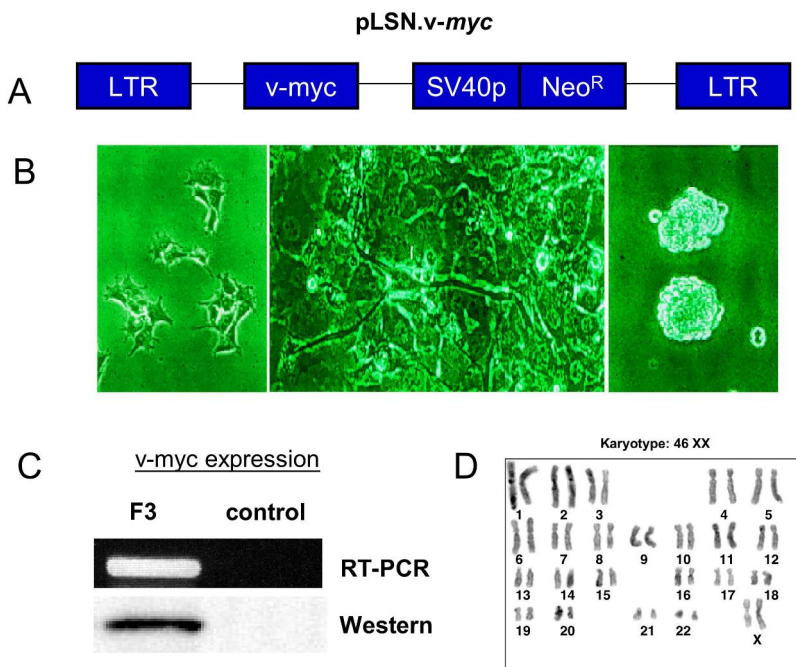 pLSN.v-myc
A
LTR v-myc SV40p Neoᴿ LTR
B
C
v-myc expression
F3 control
RT-PCR
Western
D
Karyotype: 46 XX
1 2 3 4 5
6 7 8 9 10 11 12
13 14 15 16 17 18
19 20 21 22 X